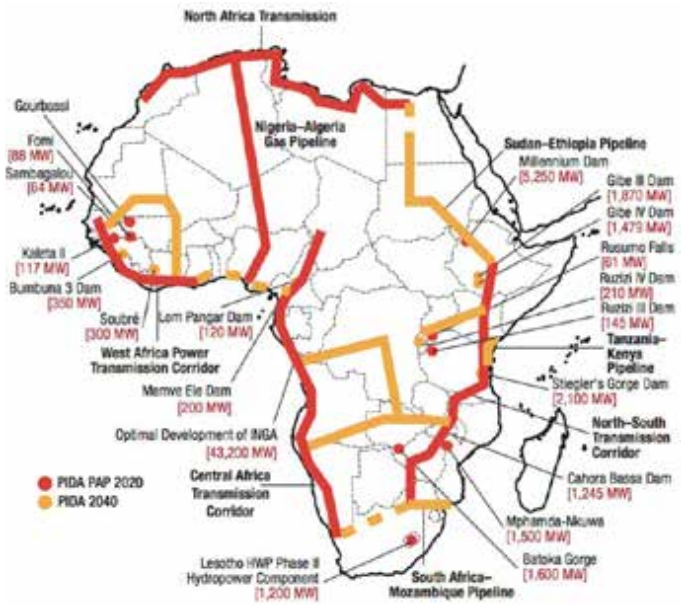 North Africa Transmission
Gourbassi
Fomi
[88 MW]
Sambagalou
[64 MW]
Nigeria–Algeria
Gas Pipeline
Sudan–Ethiopia Pipeline
Millennium Dam
[5,250 MW]
Gibe III Dam
[1,870 MW]
Gibe IV Dam
[1,479 MW]
Rusumo Falls
[61 MW]
Ruzizi IV Dam
[210 MW]
Ruzizi III Dam
[145 MW]
Tanzania–
Kenya
Pipeline
Kaleta II
[117 MW]
Bumbuna 3 Dam
[350 MW]
Soubré
[300 MW]
Lom Pangar Dam
[120 MW]
West Africa Power
Transmission Corridor
Stiegler's Gorge Dam
[2,100 MW]
Memve Ele Dam
[200 MW]
North–South
Transmission
Corridor
Optimal Development of INGA
[43,200 MW]
Cahora Bassa Dam
[1,245 MW]
Central Africa
Transmission
Corridor
PIDA PAP 2020
PIDA 2040
Mphamda-Nkuwa
[1,500 MW]
Batoka Gorge
[1,600 MW]
Lesotho HWP Phase II
Hydropower Component
[1,200 MW]
South Africa–
Mozambique Pipeline